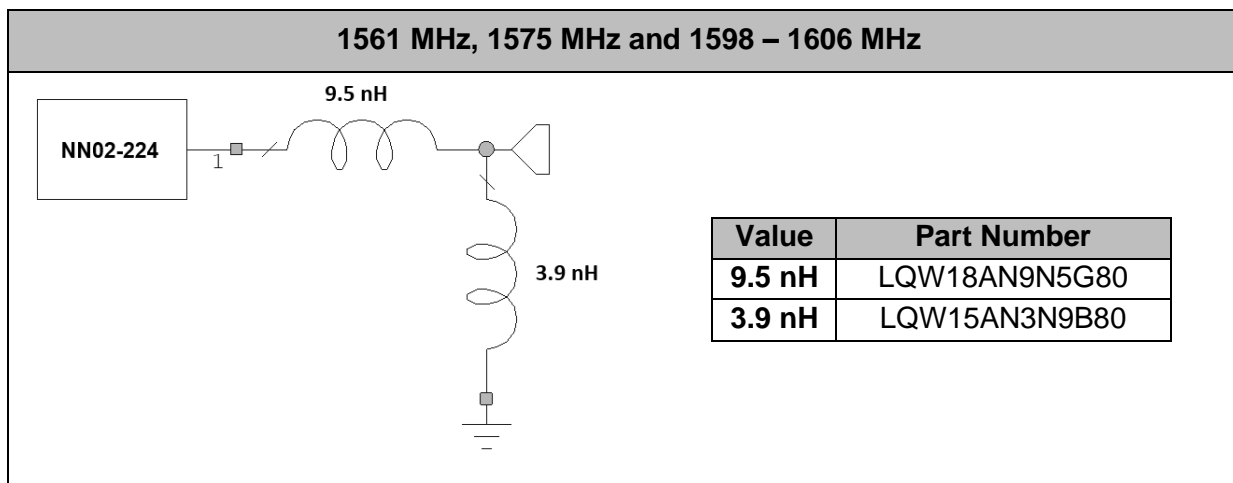 1561 MHz, 1575 MHz and 1598 – 1606 MHz
9.5 nH
NN02-224
1
3.9 nH
Value Part Number
9.5 nH LQW18AN9N5G80
3.9 nH LQW15AN3N9B80